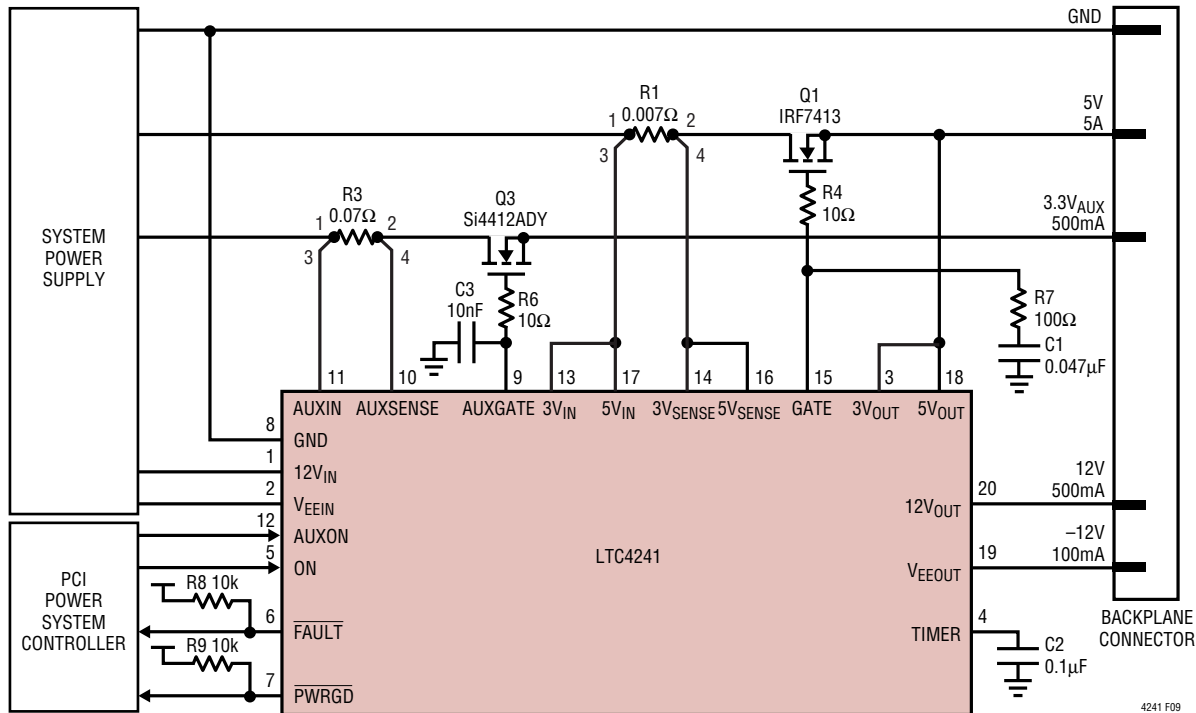 GND
R1
0.007Ω
1 2
3 4
Q1
IRF7413
5V
5A
R4
10Ω
R3
0.07Ω
1 2
3 4
Q3
Si4412ADY
3.3VAUX
500mA
SYSTEM
POWER
SUPPLY
C3
10nF
R6
10Ω
R7
100Ω
C1
0.047µF
11 10 9 13 17 14 16 15 3 18
AUXIN AUXSENSE AUXGATE 3VIN 5VIN 3VSENSE 5VSENSE GATE 3VOUT 5VOUT
8
GND
1
12VIN
2
VEEIN
12
AUXON
5
ON
6
FAULT
7
PWRGD
LTC4241
20
12VOUT
12V
500mA
19
VEEOUT
–12V
100mA
4
TIMER
C2
0.1µF
PCI
POWER
SYSTEM
CONTROLLER
R8 10k
R9 10k
BACKPLANE
CONNECTOR
4241 F09